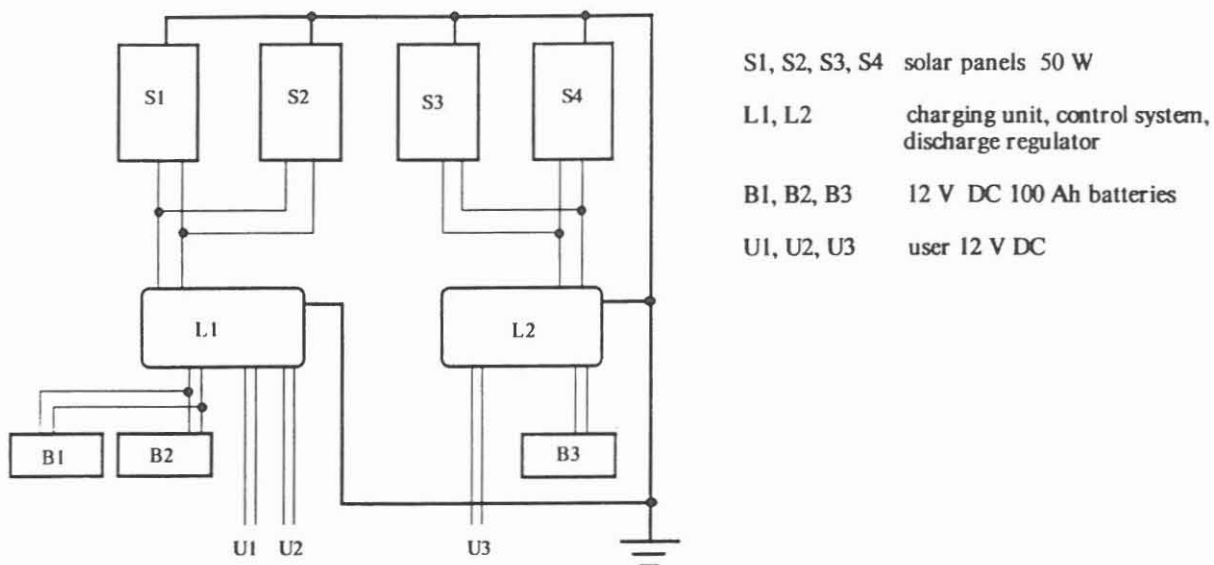 S1
S2
S3
S4
L1
L2
B1
B2
B3
U1 U2
U3
S1, S2, S3, S4 solar panels 50 W
L1, L2 charging unit, control system,
discharge regulator
B1, B2, B3 12 V DC 100 Ah batteries
U1, U2, U3 user 12 V DC